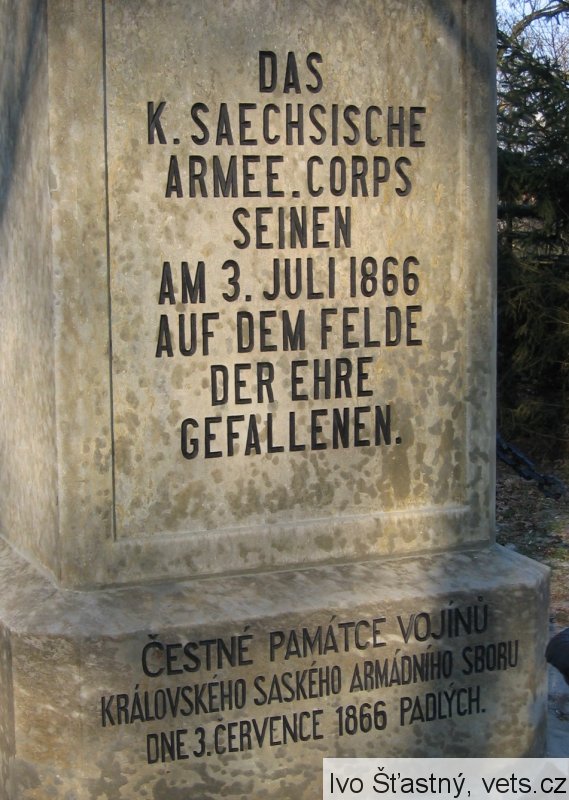 DAS
K. SAECHSISCHE
ARMEE. CORPS
SEINEN
AM 3. JULI 1866
AUF DEM FELDE
DER EHRE
GEFALLENEN.
ČESTNÉ PAMÁTCE VOJÍNŮ
KRÁLOVSKÉHO SASKÉHO ARMÁDNÍHO SBORU
DNE 3. ČERVENCE 1866 PADLÝCH.
Ivo Šťastný, vets.cz